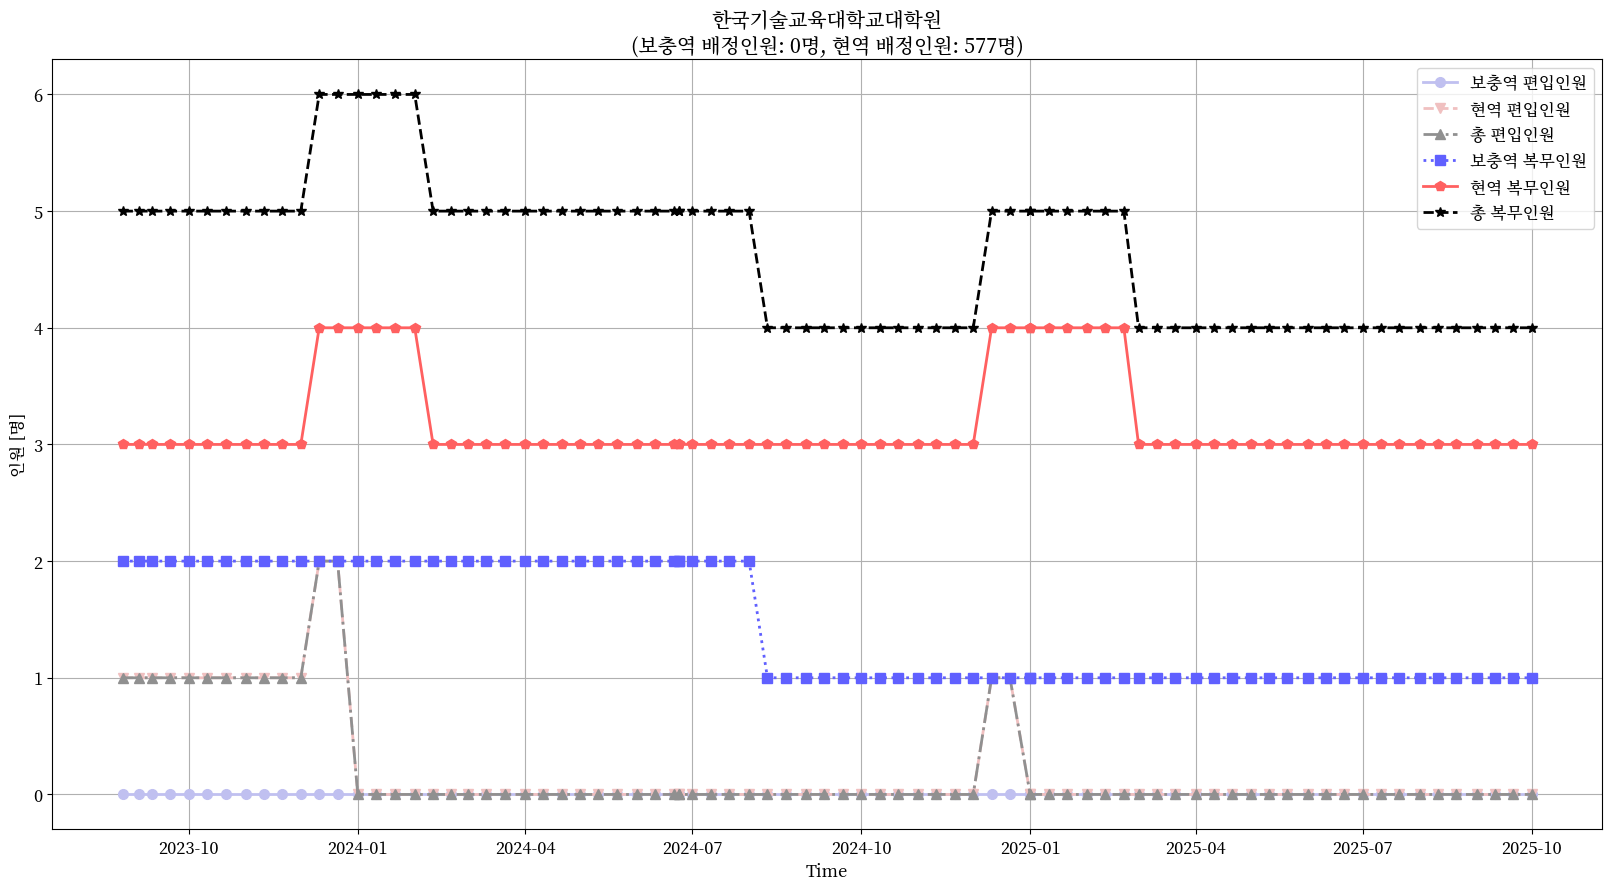 한국기술교육대학교대학원
(보충역 배정인원: 0명, 현역 배정인원: 577명)
보충역 편입인원
현역 편입인원
총 편입인원
보충역 복무인원
현역 복무인원
총 복무인원
인원 [명]
6
5
4
3
2
1
0
2023-10
2024-01
2024-04
2024-07
2024-10
2025-01
2025-04
2025-07
2025-10
Time